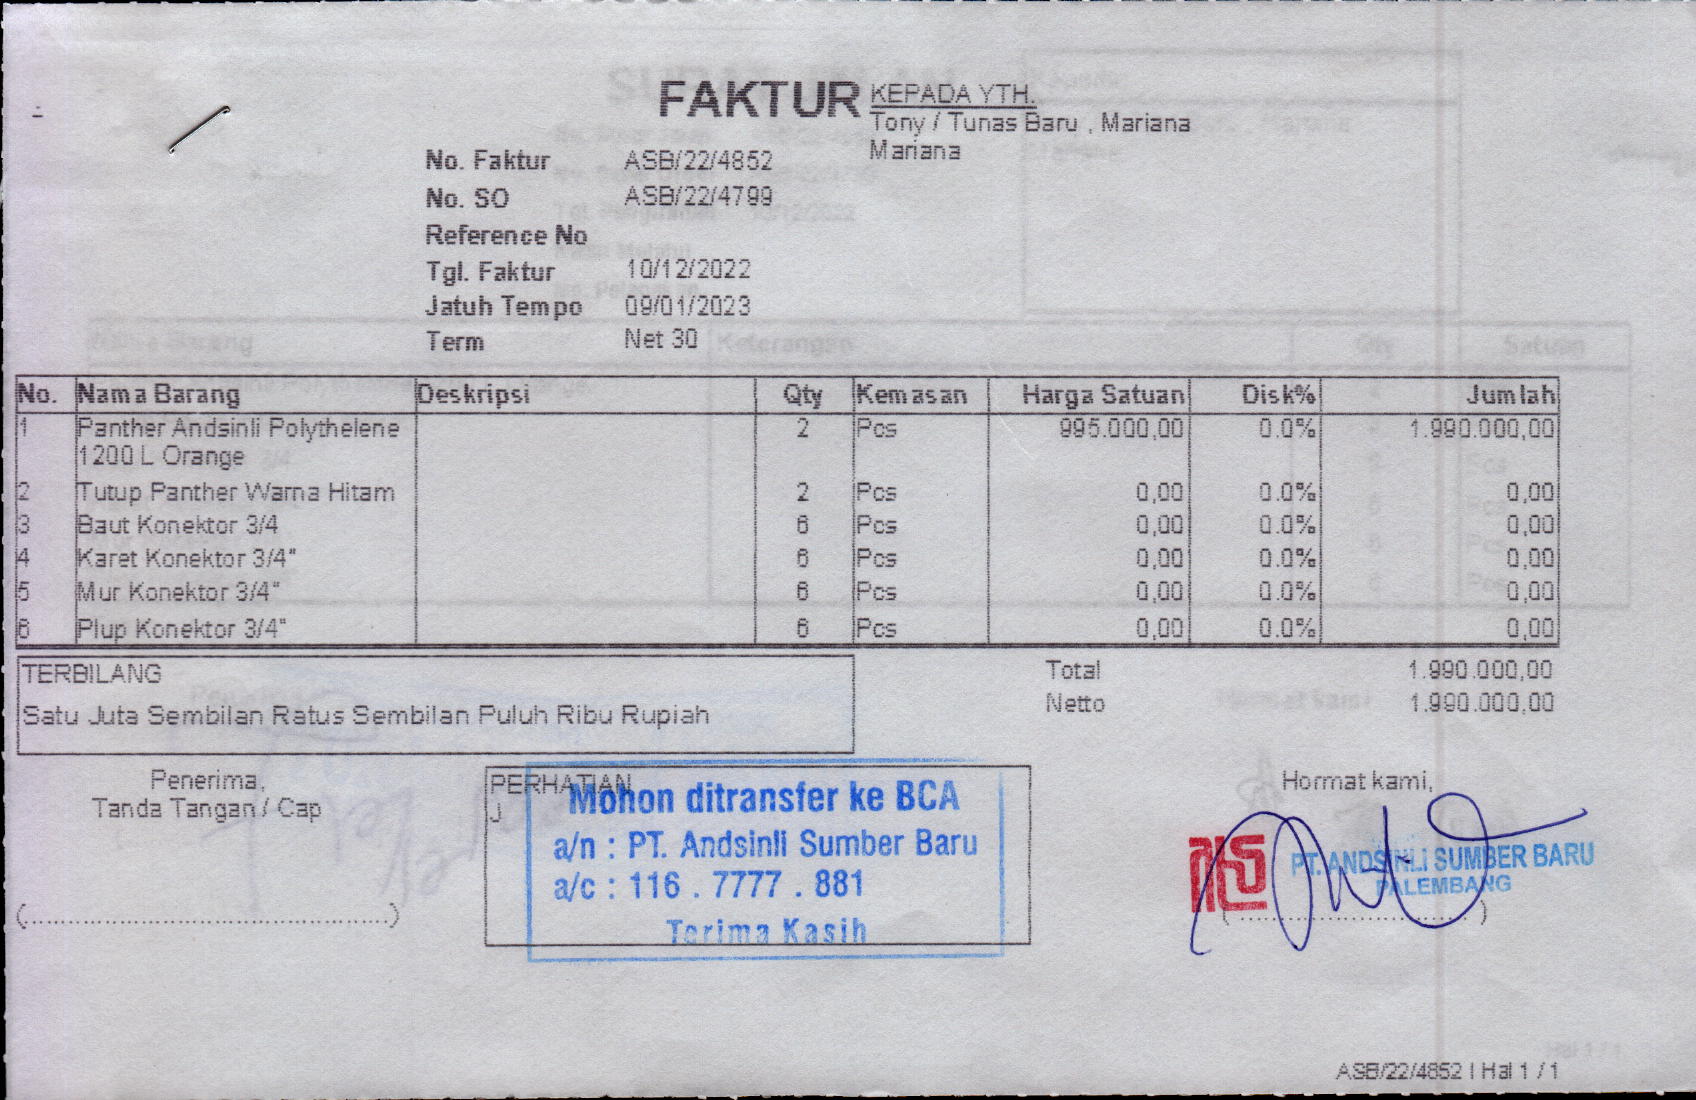 FAKTUR
KEPADA YTH.
Tony / Tunas Baru , Mariana
Mariana
No. Faktur ASB/22/4852
No. SO ASB/22/4799
Reference No
Tgl. Faktur 10/12/2022
Jatuh Tempo 09/01/2023
Term Net 30
No. Nama Barang Deskripsi Qty Kemasan Harga Satuan Disk% Jumlah
1 Panther Andsinli Polythelene 2 Pcs 995.000,00 0.0% 1.990.000,00
1200 L Orange
2 Tutup Panther Warna Hitam 2 Pcs 0,00 0.0% 0,00
3 Baut Konektor 3/4 6 Pcs 0,00 0.0% 0,00
4 Karet Konektor 3/4" 6 Pcs 0,00 0.0% 0,00
5 Mur Konektor 3/4" 6 Pcs 0,00 0.0% 0,00
6 Plup Konektor 3/4" 6 Pcs 0,00 0.0% 0,00
TERBILANG
Satu Juta Sembilan Ratus Sembilan Puluh Ribu Rupiah
Total 1.990.000,00
Netto 1.990.000,00
Penerima,
Tanda Tangan / Cap
(.....................................................)
PERHATIAN
J
Mohon ditransfer ke BCA
a/n : PT. Andsinli Sumber Baru
a/c : 116 . 7777 . 881
Terima Kasih
Hormat kami,
PT. ANDSINLI SUMBER BARU
PALEMBANG
(.....................................)
ASB/22/4852 | Hal 1 / 1